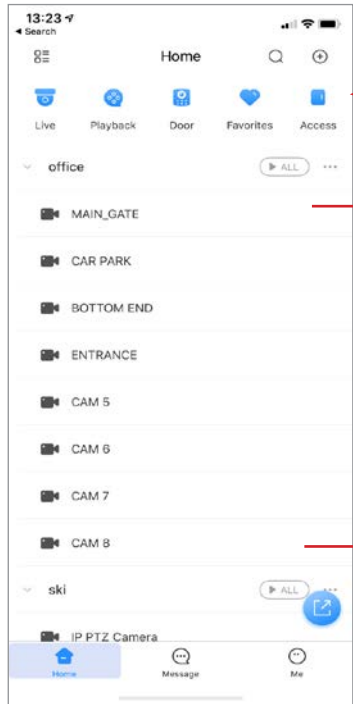 13:23
Search
Home
Live Playback Door Favorites Access
office ALL
MAIN_GATE
CAR PARK
BOTTOM END
ENTRANCE
CAM 5
CAM 6
CAM 7
CAM 8
ski ALL
IP PTZ Camera
Home Message Me